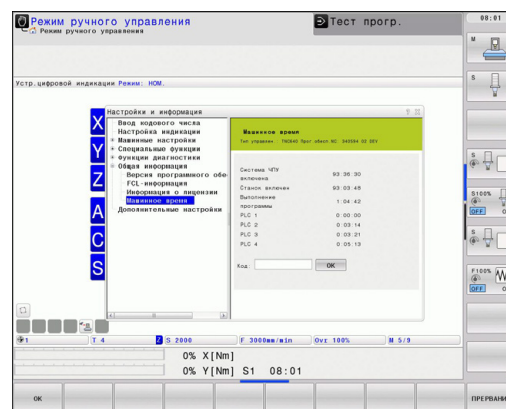 Режим ручного управления
Режим ручного управления
Тест прогр.
08:01
Устр.цифровой индикации Режим: НОМ.
M
S
Настройки и информация
Ввод кодового числа
Настройка индикации
Машинные настройки
Специальные функции
Функции диагностики
Общая информация
Версия программного обе
FCL-информация
Информация о лицензии
Машинное время
Дополнительные настройки
X
Y
Z
A
C
S
Машинное время
Система ЧПУ включена 93:36:30
Станок включен 93:03:48
Выполнение программы 1:04:42
PLC 1 0:00:00
PLC 2 0:03:14
PLC 3 0:03:21
PLC 4 0:05:13
Код: OK
S
S100%
OFF
S
F100%
OFF
1 T 4 Z S 2000 F 3000mm/min Ovr 100% M 5/9
0% X[Nm]
0% Y[Nm] S1 08:01
ОК
ПРЕРВАНИ